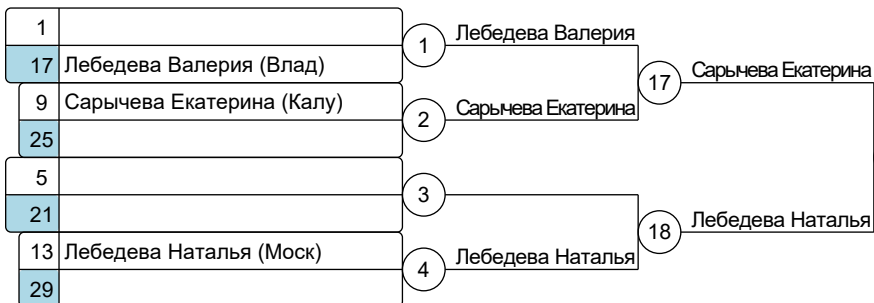 1
17 Лебедева Валерия (Влад)
9 Сарычева Екатерина (Калу)
25
5
21
13 Лебедева Наталья (Моск)
29
1 Лебедева Валерия
2 Сарычева Екатерина
3
4 Лебедева Наталья
17 Сарычева Екатерина
18 Лебедева Наталья